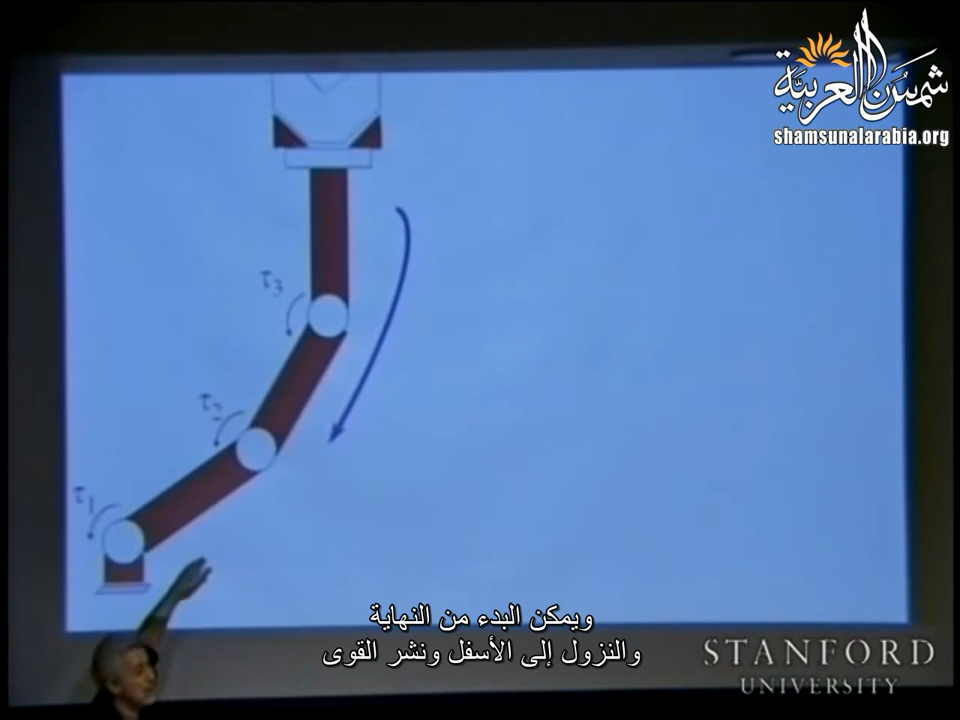 شمس العربية
shamsunalarabia.org
τ3
τ2
τ1
ويمكن البدء من النهاية
والنزول إلى الأسفل ونشر القوى
STANFORD
UNIVERSITY